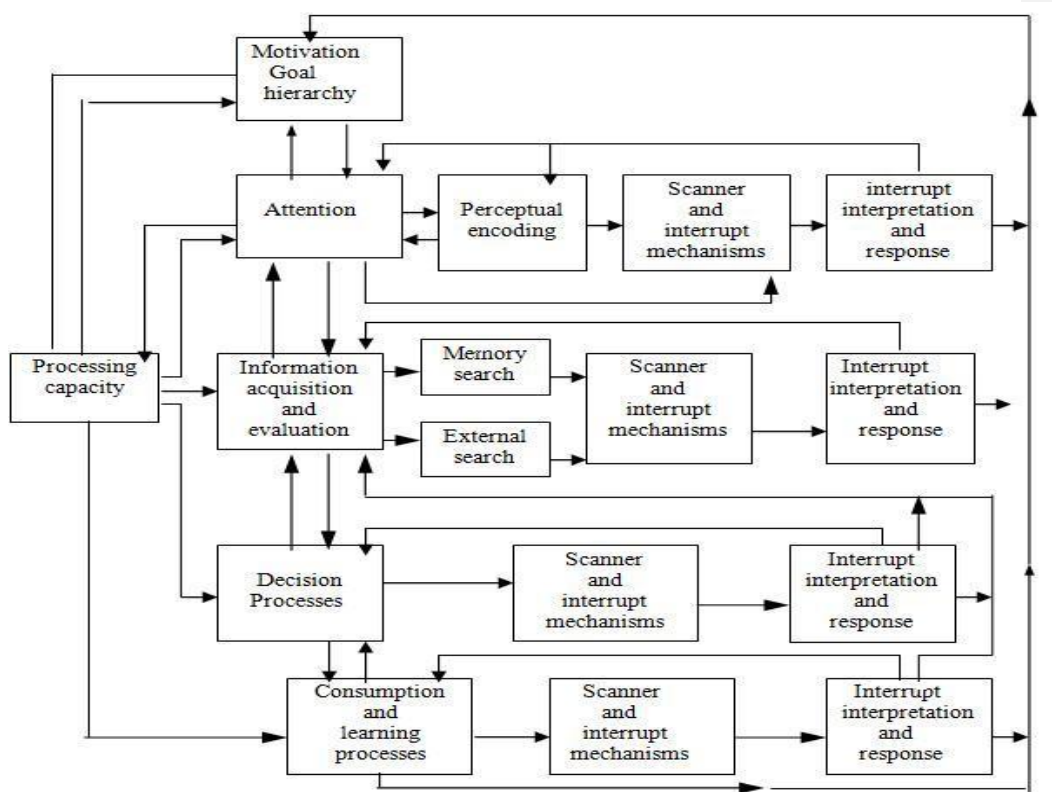 Motivation
Goal
hierarchy
Attention
Perceptual
encoding
Scanner
and
interrupt
mechanisms
interrupt
interpretation
and
response
Processing
capacity
Information
acquisition
and
evaluation
Memory
search
External
search
Scanner
and
interrupt
mechanisms
Interrupt
interpretation
and
response
Decision
Processes
Scanner
and
interrupt
mechanisms
Interrupt
interpretation
and
response
Consumption
and
learning
processes
Scanner
and
interrupt
mechanisms
Interrupt
interpretation
and
response